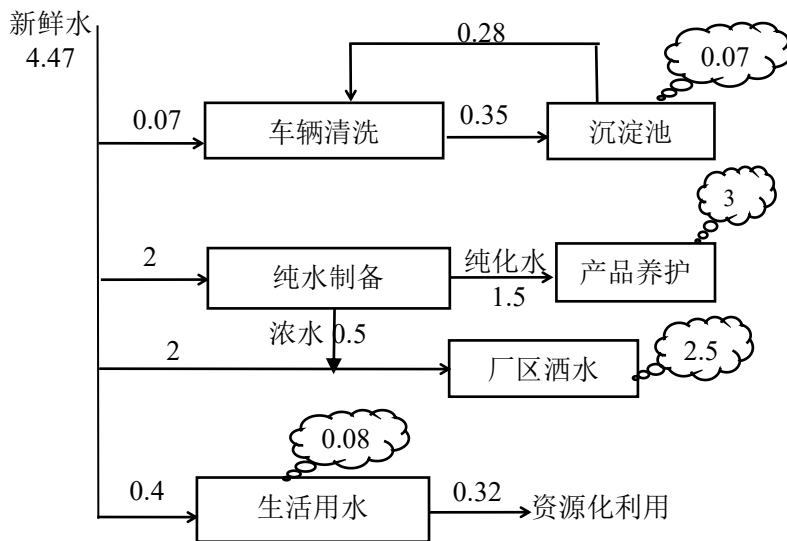 新鲜水
4.47
0.28
0.07
0.07
车辆清洗
0.35
沉淀池
3
2
纯水制备
纯化水
1.5
产品养护
浓水 0.5
2
厂区洒水
2.5
0.08
0.4
生活用水
0.32
资源化利用